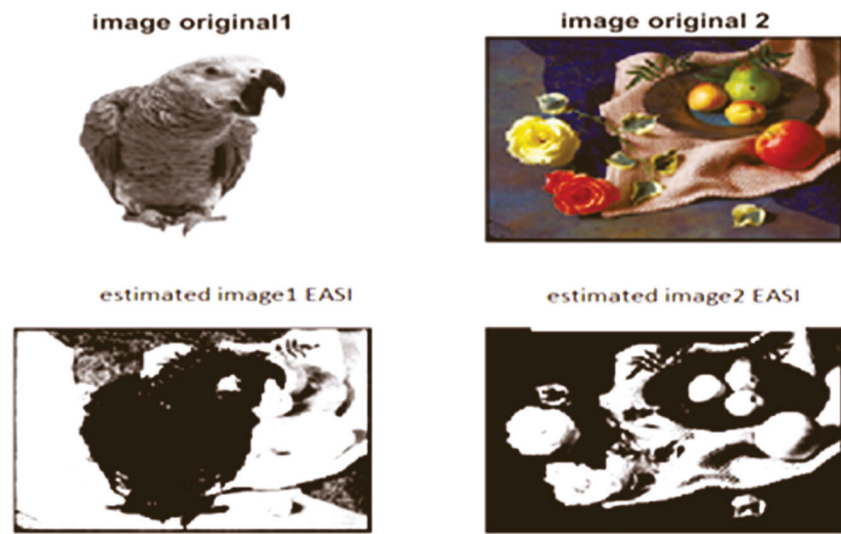 image original1
image original 2
estimated image1 EASI
estimated image2 EASI